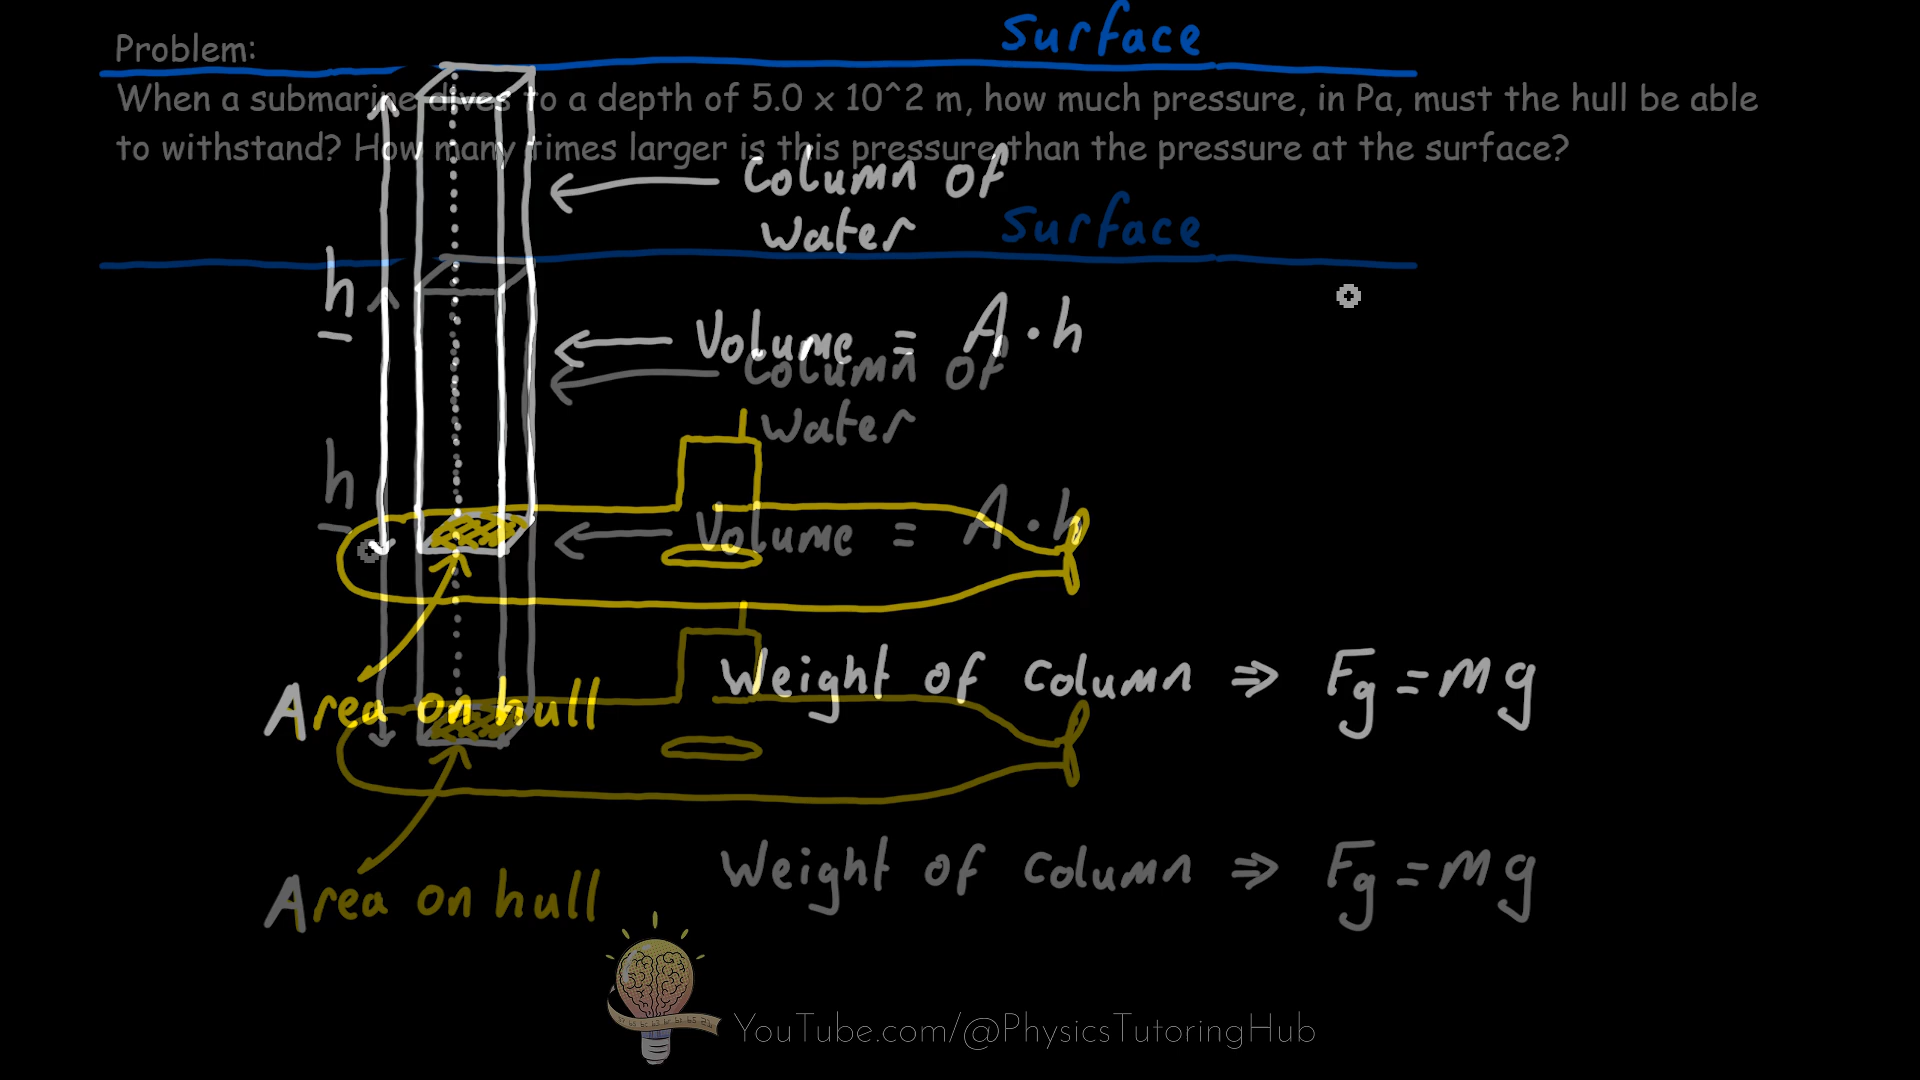 Surface
Problem:
When a submarine dives to a depth of 5.0 x 10^2 m, how much pressure, in Pa, must the hull be able
to withstand? How many times larger is this pressure than the pressure at the surface?
Column of
water
Surface
h
Volume = A · h
Column of
water
h
Volume = A · h
Weight of column ⇒ Fg = mg
Area on hull
Weight of column ⇒ Fg = mg
Area on hull
YouTube.com/@PhysicsTutoringHub